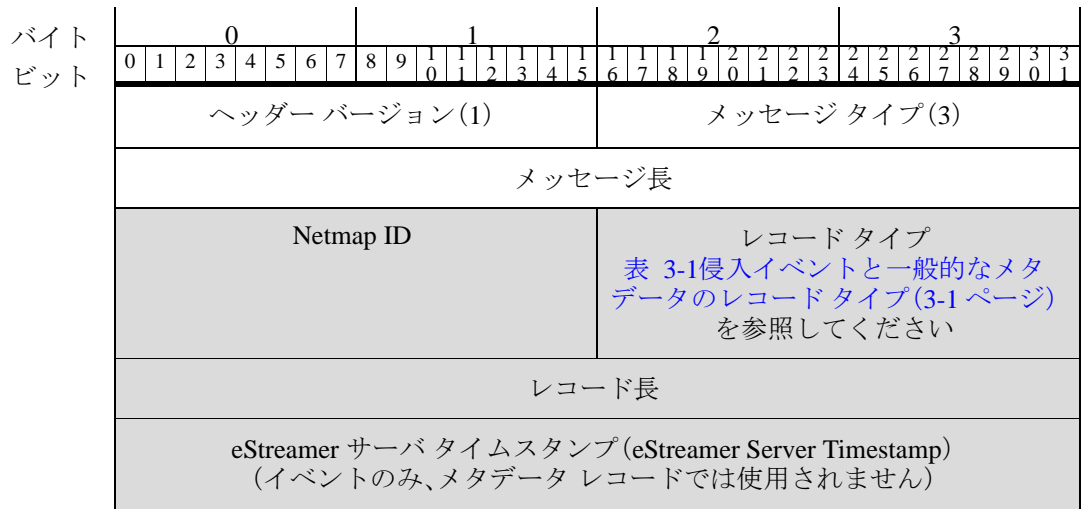 バイト 0 1 2 3
ビット 0 1 2 3 4 5 6 7 8 9 10 11 12 13 14 15 16 17 18 19 20 21 22 23 24 25 26 27 28 29 30 31
ヘッダー バージョン(1) メッセージ タイプ(3)
メッセージ長
Netmap ID レコード タイプ
表 3-1侵入イベントと一般的なメタ
データのレコード タイプ(3-1 ページ)
を参照してください
レコード長
eStreamer サーバ タイムスタンプ(eStreamer Server Timestamp)
(イベントのみ、メタデータ レコードでは使用されません)